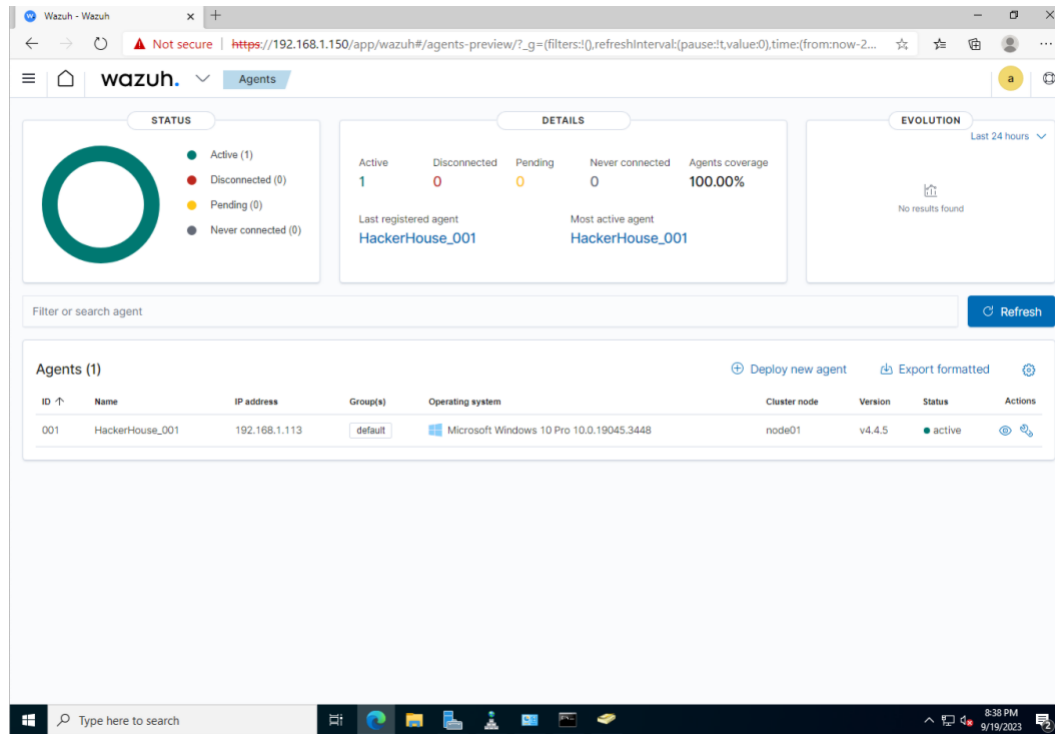 Wazuh - Wazuh
Not secure | https://192.168.1.150/app/wazuh#/agents-preview/?_g=(filters:!(),refreshInterval:(pause:!t,value:0),time:(from:now-2...
wazuh. Agents
a
STATUS
Active (1)
Disconnected (0)
Pending (0)
Never connected (0)
DETAILS
Active Disconnected Pending Never connected Agents coverage
1 0 0 0 100.00%
Last registered agent Most active agent
HackerHouse_001 HackerHouse_001
EVOLUTION
Last 24 hours
No results found
Filter or search agent
Refresh
Agents (1) Deploy new agent Export formatted
ID Name IP address Group(s) Operating system Cluster node Version Status Actions
001 HackerHouse_001 192.168.1.113 default Microsoft Windows 10 Pro 10.0.19045.3448 node01 v4.4.5 active
Type here to search
8:38 PM
9/19/2023
2